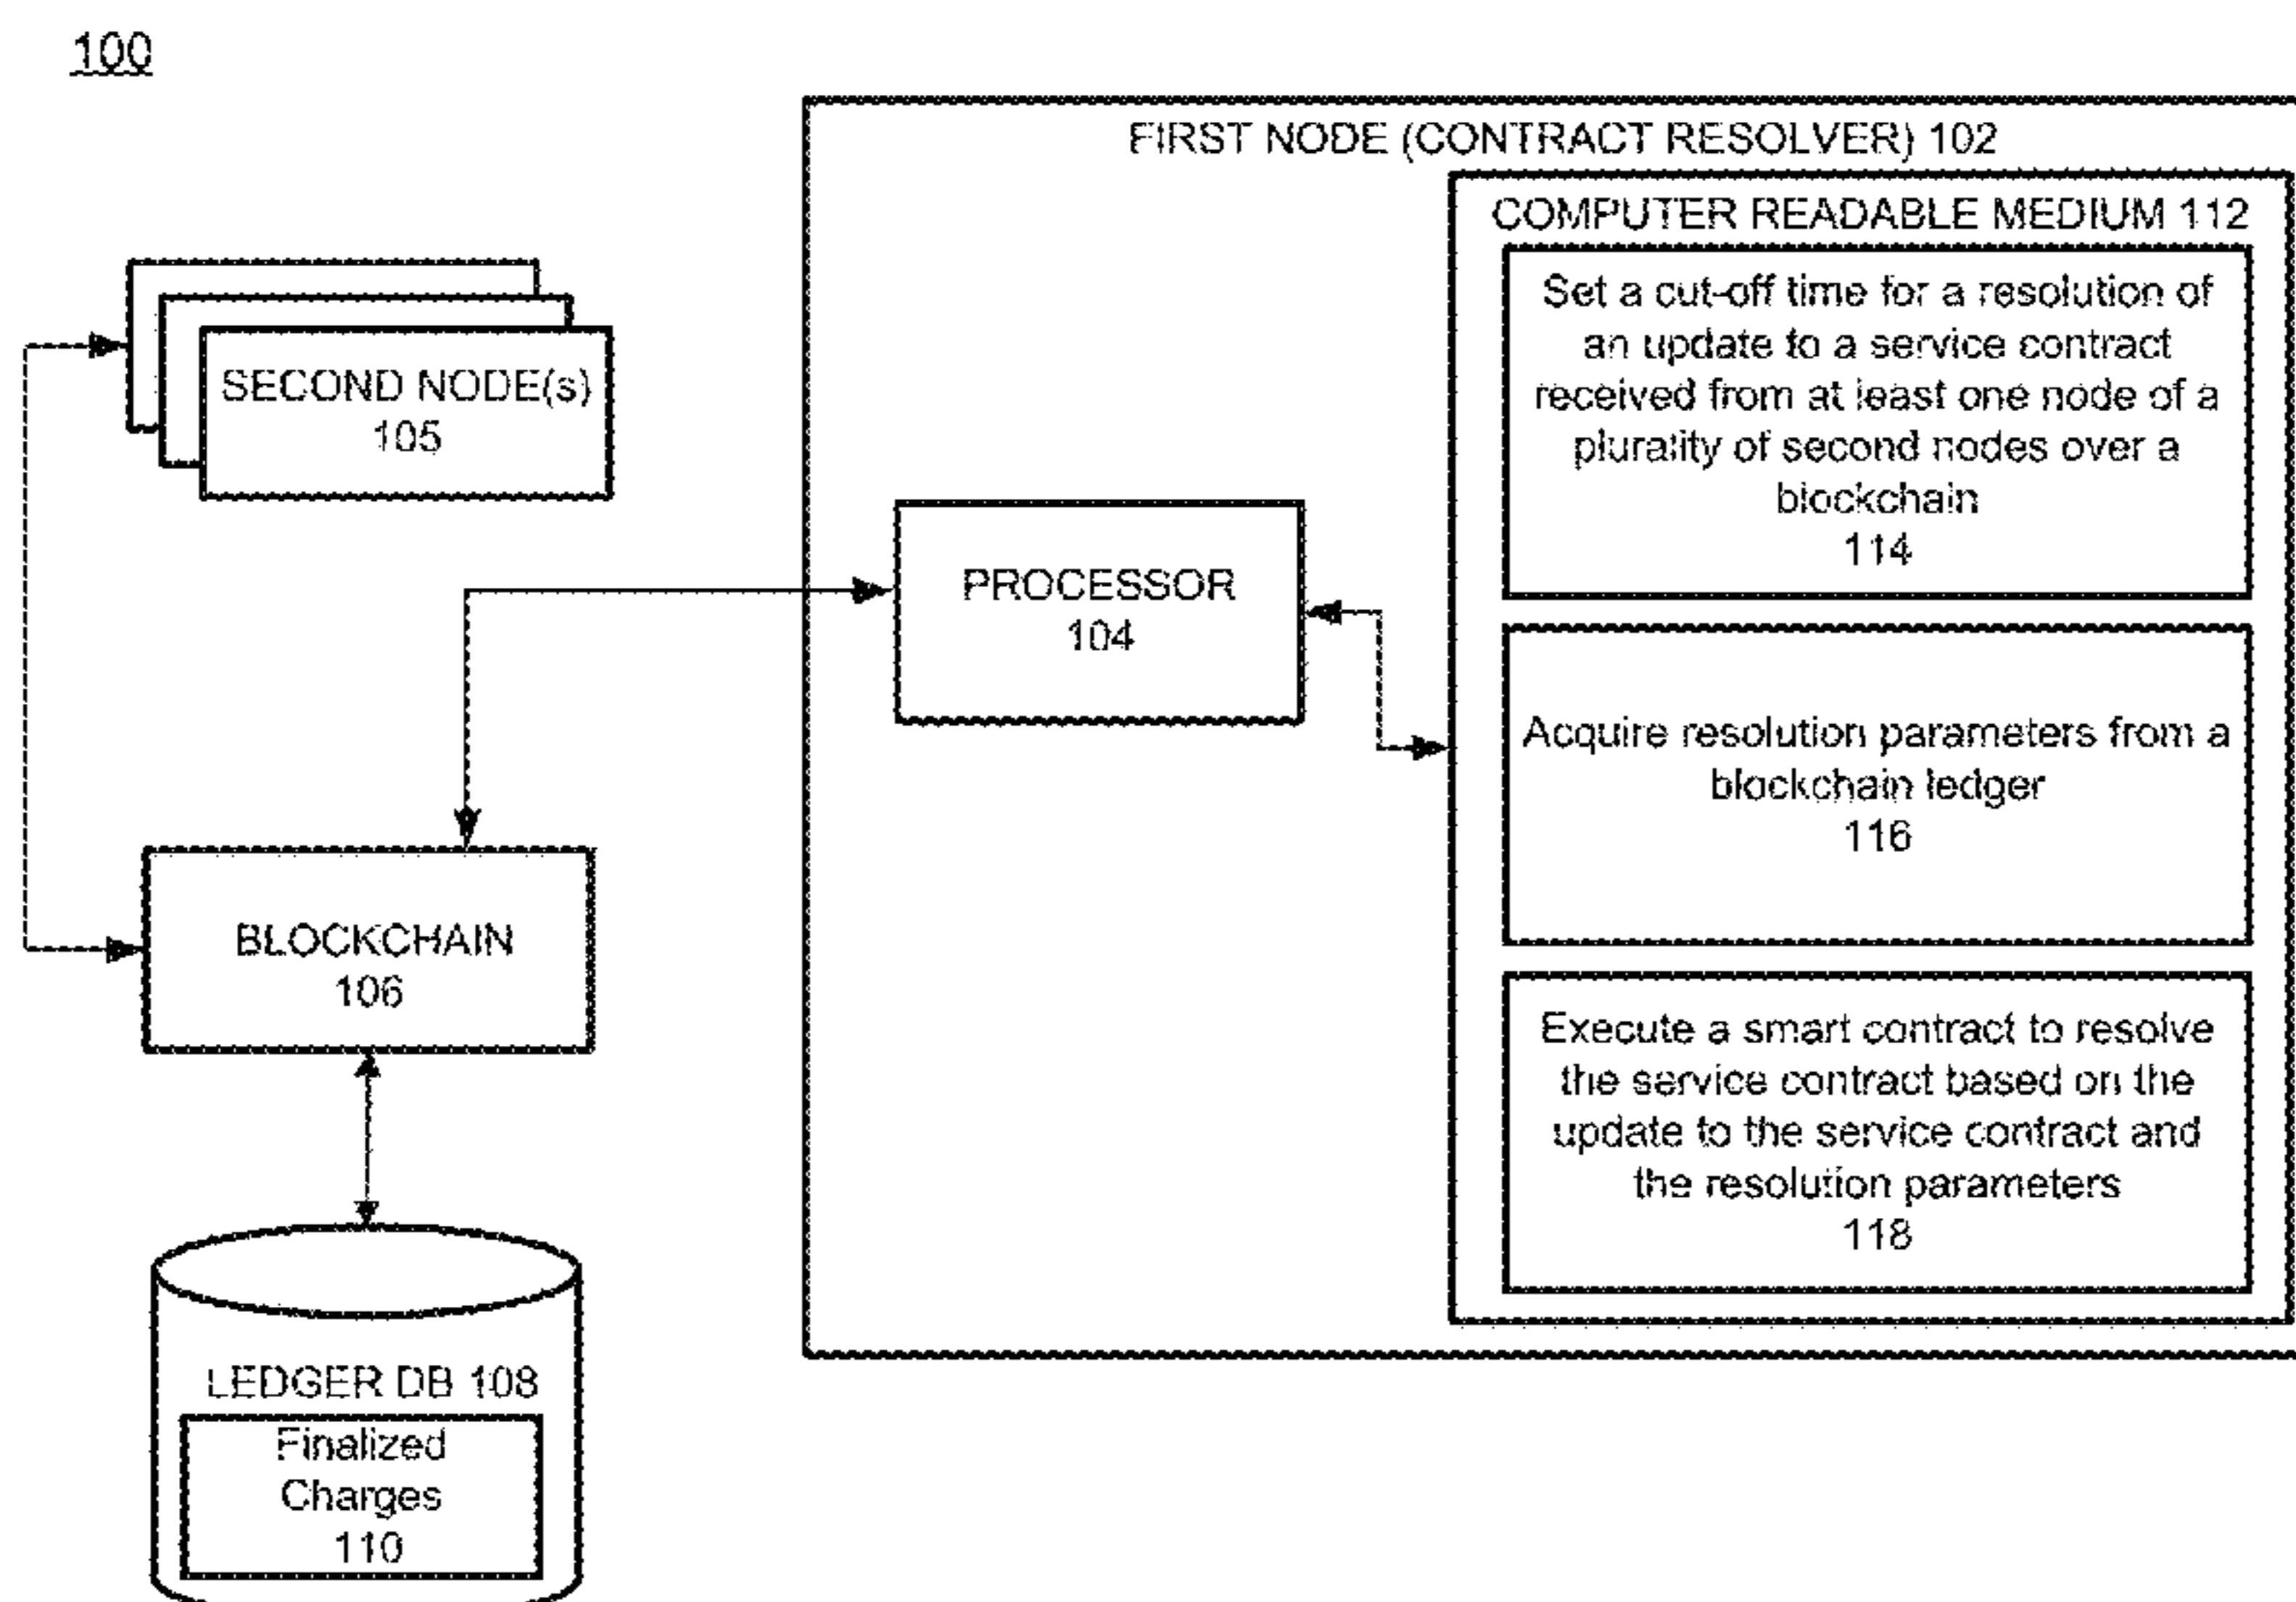 100
FIRST NODE (CONTRACT RESOLVER) 102
COMPUTER READABLE MEDIUM 112
Set a cut-off time for a resolution of
an update to a service contract
received from at least one node of a
plurality of second nodes over a
blockchain
114
SECOND NODE(s)
105
PROCESSOR
104
Acquire resolution parameters from a
blockchain ledger
116
BLOCKCHAIN
106
Execute a smart contract to resolve
the service contract based on the
update to the service contract and
the resolution parameters
118
LEDGER DB 108
Finalized
Charges
110